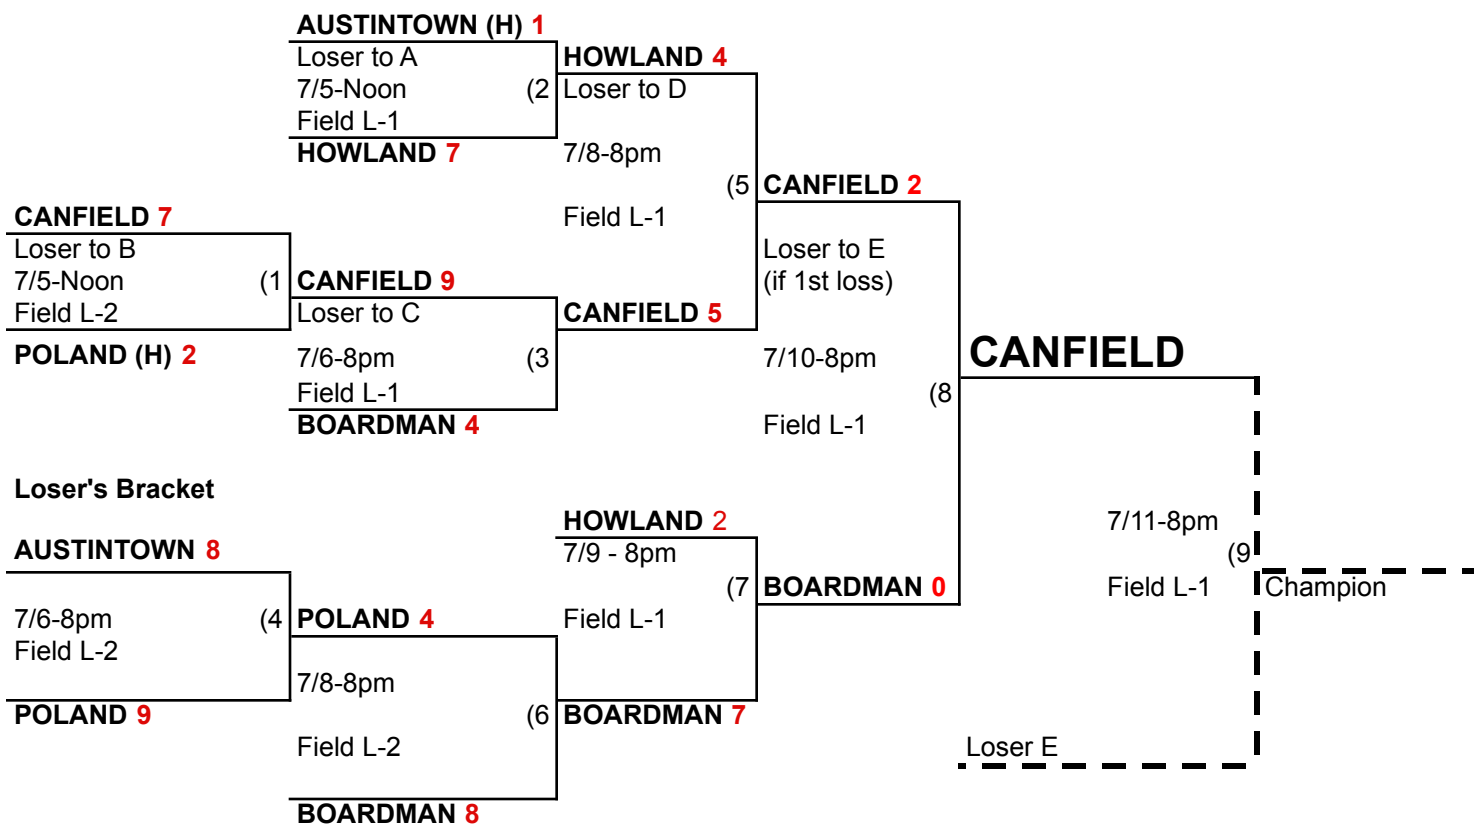 AUSTINTOWN (H) 1
Loser to A
7/5-Noon (2
Field L-1
HOWLAND 7
HOWLAND 4
Loser to D
7/8-8pm
(5
Field L-1
CANFIELD 7
Loser to B
7/5-Noon (1
Field L-2
POLAND (H) 2
CANFIELD 9
Loser to C
7/6-8pm (3
Field L-1
BOARDMAN 4
CANFIELD 5
CANFIELD 2
Loser to E
(if 1st loss)
7/10-8pm
(8
Field L-1
CANFIELD
Loser's Bracket
AUSTINTOWN 8
7/6-8pm (4
Field L-2
POLAND 9
POLAND 4
7/8-8pm
(6
Field L-2
BOARDMAN 8
HOWLAND 2
7/9 - 8pm
(7
Field L-1
BOARDMAN 7
BOARDMAN 0
7/11-8pm
(9
Field L-1
Champion
Loser E